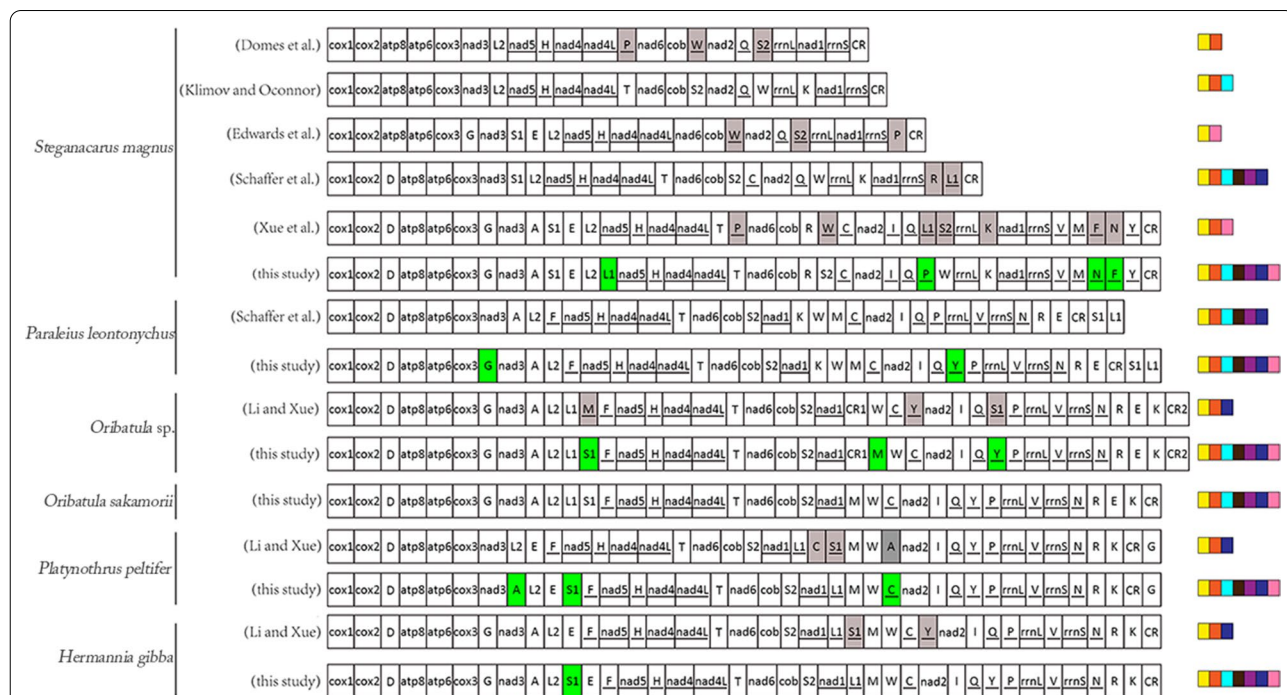 (Domes et al.) cox1 cox2 atp8 atp6 cox3 nad3 L2 nad5 H nad4 nad4L P nad6 cob W nad2 Q S2 rrnL nad1 rrnS CR
Steganacarus magnus
(Klimov and Oconnor) cox1 cox2 atp8 atp6 cox3 nad3 L2 nad5 H nad4 nad4L T nad6 cob S2 nad2 Q W rrnL K nad1 rrnS CR
(Edwards et al.) cox1 cox2 atp8 atp6 cox3 G nad3 S1 E L2 nad5 H nad4 nad4L nad6 cob W nad2 Q S2 rrnL nad1 rrnS P CR
(Schaffer et al.) cox1 cox2 D atp8 atp6 cox3 nad3 S1 L2 nad5 H nad4 nad4L T nad6 cob S2 C nad2 Q W rrnL K nad1 rrnS R L1 CR
(Xue et al.) cox1 cox2 D atp8 atp6 cox3 G nad3 A S1 E L2 nad5 H nad4 nad4L T P nad6 cob R W C nad2 I Q L1 S2 rrnL K nad1 rrnS V M F N Y CR
(this study) cox1 cox2 D atp8 atp6 cox3 G nad3 A S1 E L2 L1 nad5 H nad4 nad4L T nad6 cob R S2 C nad2 I Q P W rrnL K nad1 rrnS V M N F Y CR
Paraleius leontonychus
(Schaffer et al.) cox1 cox2 D atp8 atp6 cox3 nad3 A L2 F nad5 H nad4 nad4L T nad6 cob S2 nad1 K W M C nad2 I Q P rrnL V rrnS N R E CR S1 L1
(this study) cox1 cox2 D atp8 atp6 cox3 G nad3 A L2 F nad5 H nad4 nad4L T nad6 cob S2 nad1 K W M C nad2 I Q Y P rrnL V rrnS N R E CR S1 L1
Oribatula sp.
(Li and Xue) cox1 cox2 D atp8 atp6 cox3 G nad3 A L2 L1 M F nad5 H nad4 nad4L T nad6 cob S2 nad1 CR1 W C Y nad2 I Q S1 P rrnL V rrnS N R E K CR2
(this study) cox1 cox2 D atp8 atp6 cox3 G nad3 A L2 L1 S1 F nad5 H nad4 nad4L T nad6 cob S2 nad1 CR1 M W C nad2 I Q Y P rrnL V rrnS N R E K CR2
Oribatula sakamorii
(this study) cox1 cox2 D atp8 atp6 cox3 G nad3 A L2 L1 S1 F nad5 H nad4 nad4L T nad6 cob S2 nad1 M W C nad2 I Q Y P rrnL V rrnS N R E K CR
Platynothrus peltifer
(Li and Xue) cox1 cox2 D atp8 atp6 cox3 nad3 L2 E F nad5 H nad4 nad4L T nad6 cob S2 nad1 L1 C S1 M W A nad2 I Q Y P rrnL V rrnS N R K CR G
(this study) cox1 cox2 D atp8 atp6 cox3 nad3 A L2 E S1 F nad5 H nad4 nad4L T nad6 cob S2 nad1 L1 M W C nad2 I Q Y P rrnL V rrnS N R K CR G
Hermannia gibba
(Li and Xue) cox1 cox2 D atp8 atp6 cox3 G nad3 A L2 E F nad5 H nad4 nad4L T nad6 cob S2 nad1 L1 S1 M W C Y nad2 I Q P rrnL V rrnS N R K CR
(this study) cox1 cox2 D atp8 atp6 cox3 G nad3 A L2 S1 E F nad5 H nad4 nad4L T nad6 cob S2 nad1 L1 M W C nad2 I Q Y P rrnL V rrnS N R K CR